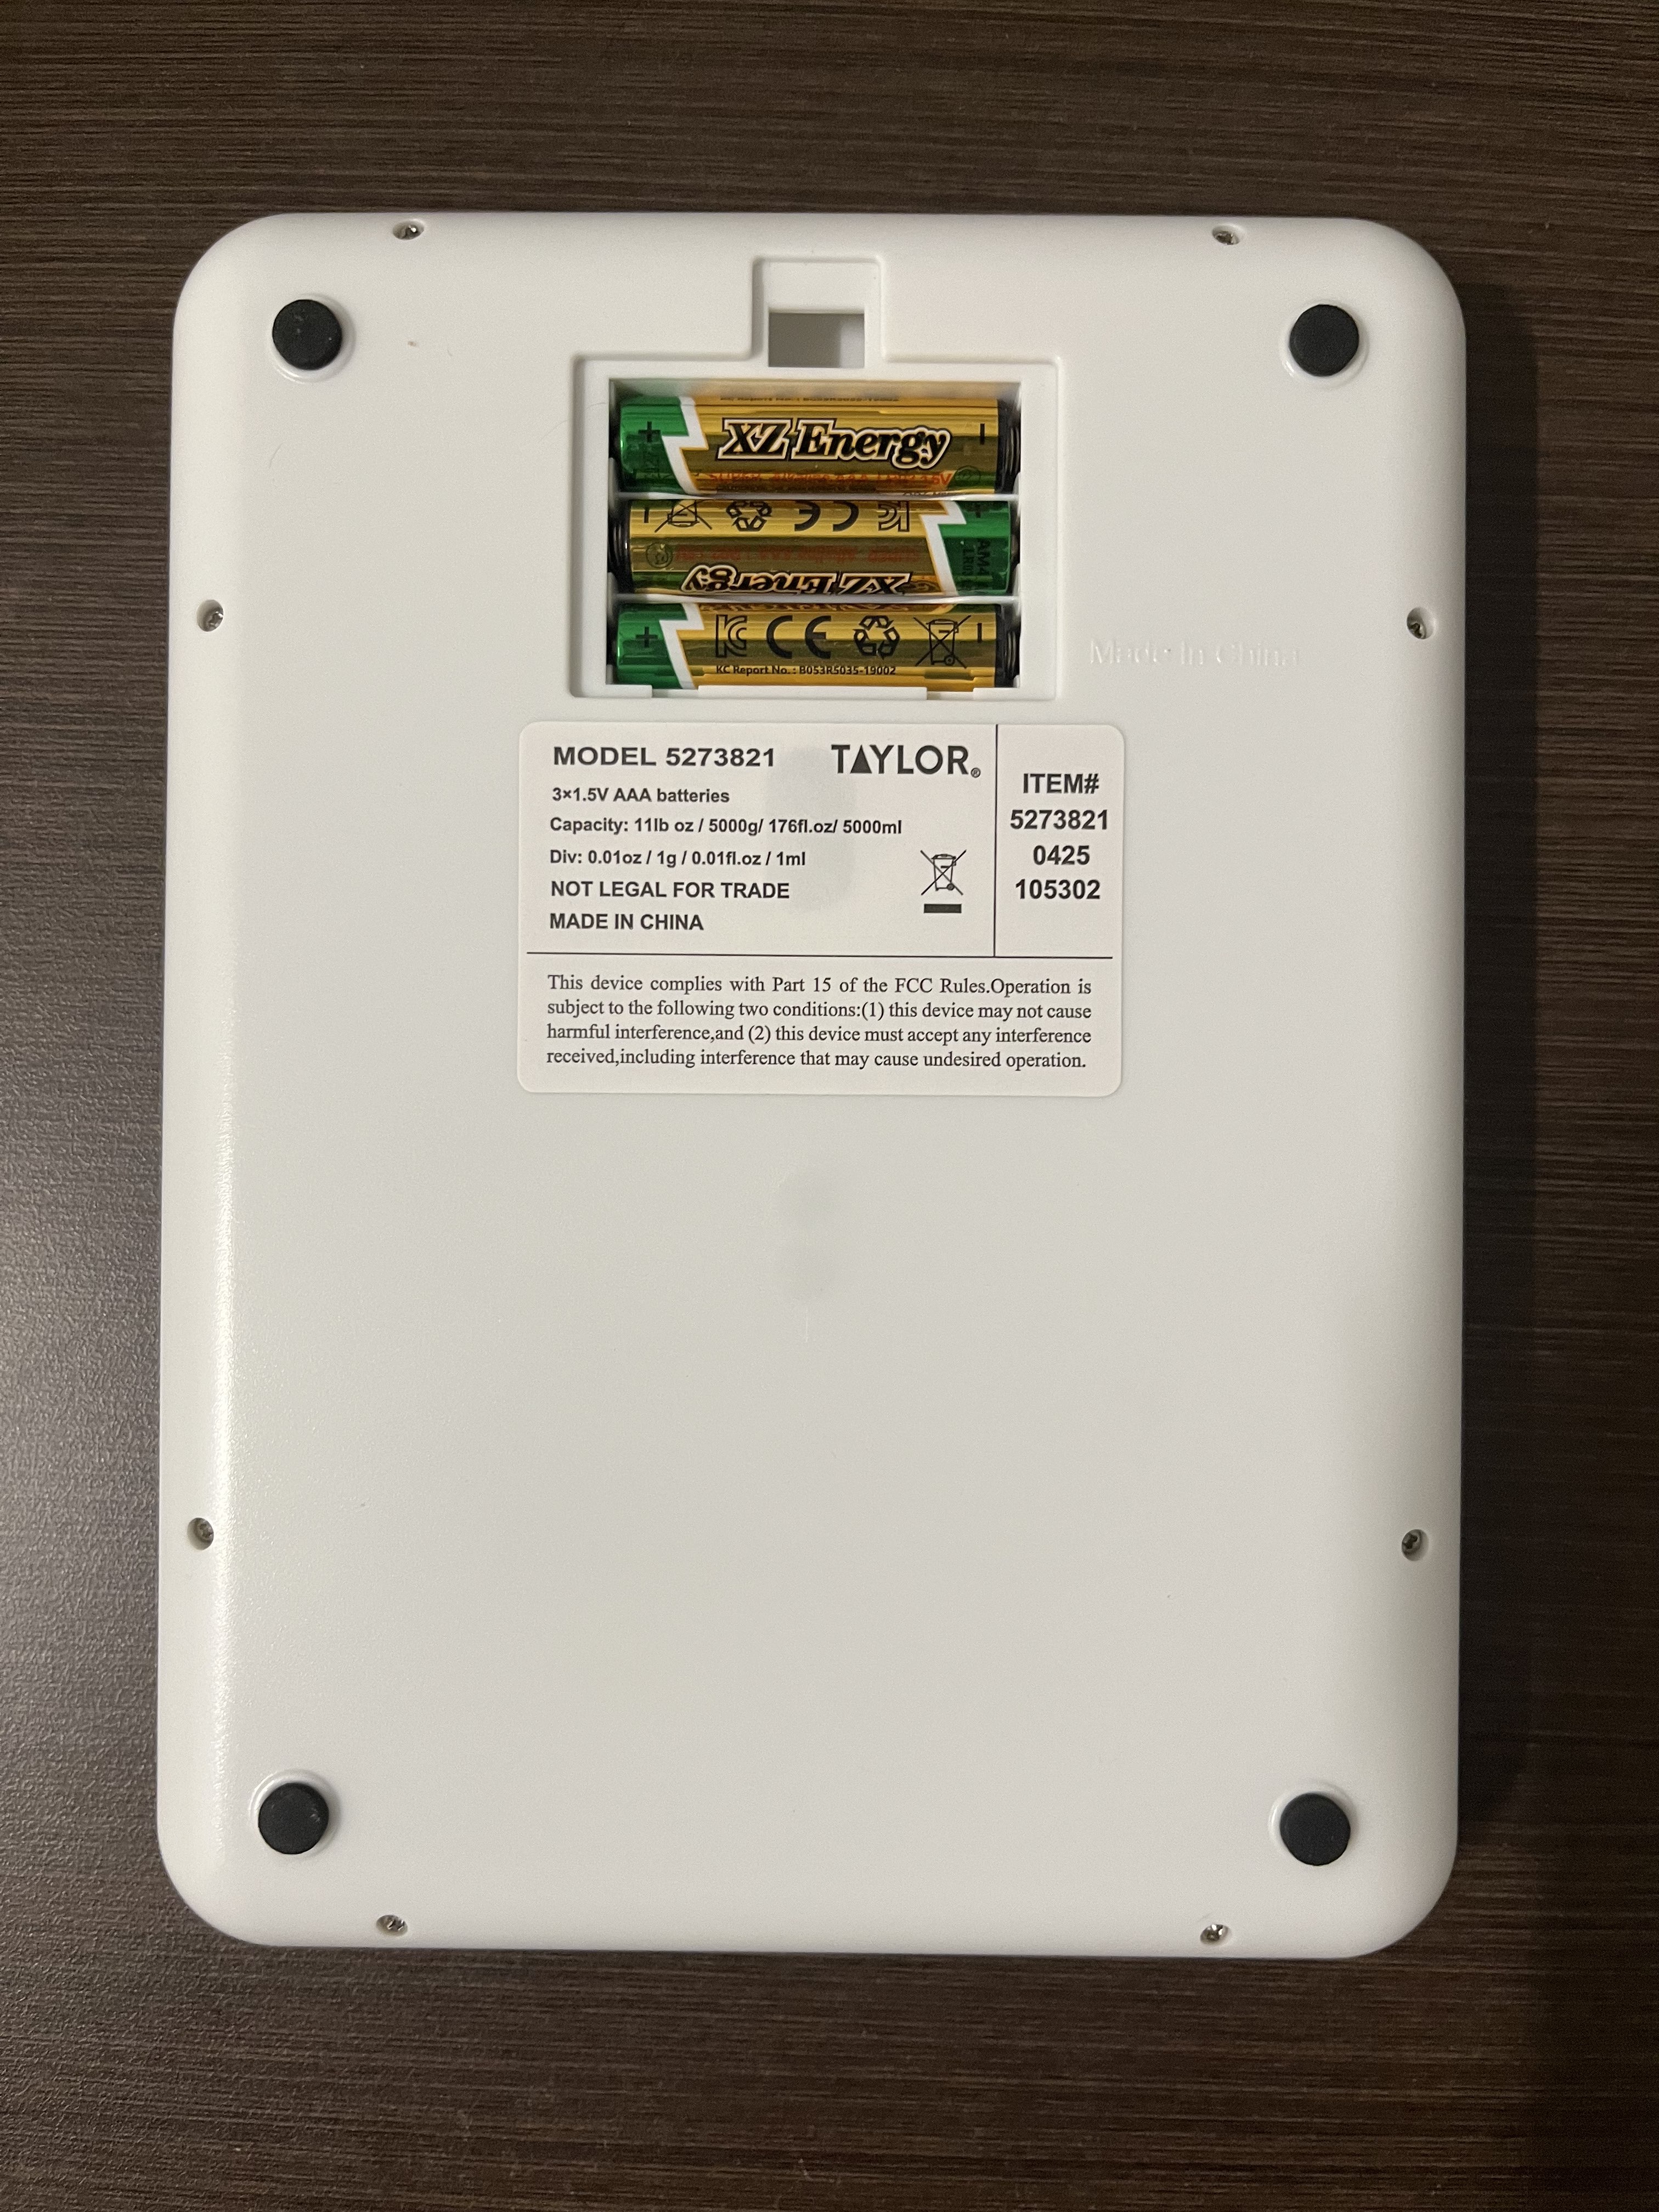 XZ Energy
XZ Energy
KC CE
KC Report No. : B053R5035-19002
Made In China
MODEL 5273821 TAYLOR®
3×1.5V AAA batteries
Capacity: 11lb oz / 5000g/ 176fl.oz/ 5000ml
Div: 0.01oz / 1g / 0.01fl.oz / 1ml
NOT LEGAL FOR TRADE
MADE IN CHINA
ITEM#
5273821
0425
105302
This device complies with Part 15 of the FCC Rules.Operation is
subject to the following two conditions:(1) this device may not cause
harmful interference,and (2) this device must accept any interference
received,including interference that may cause undesired operation.